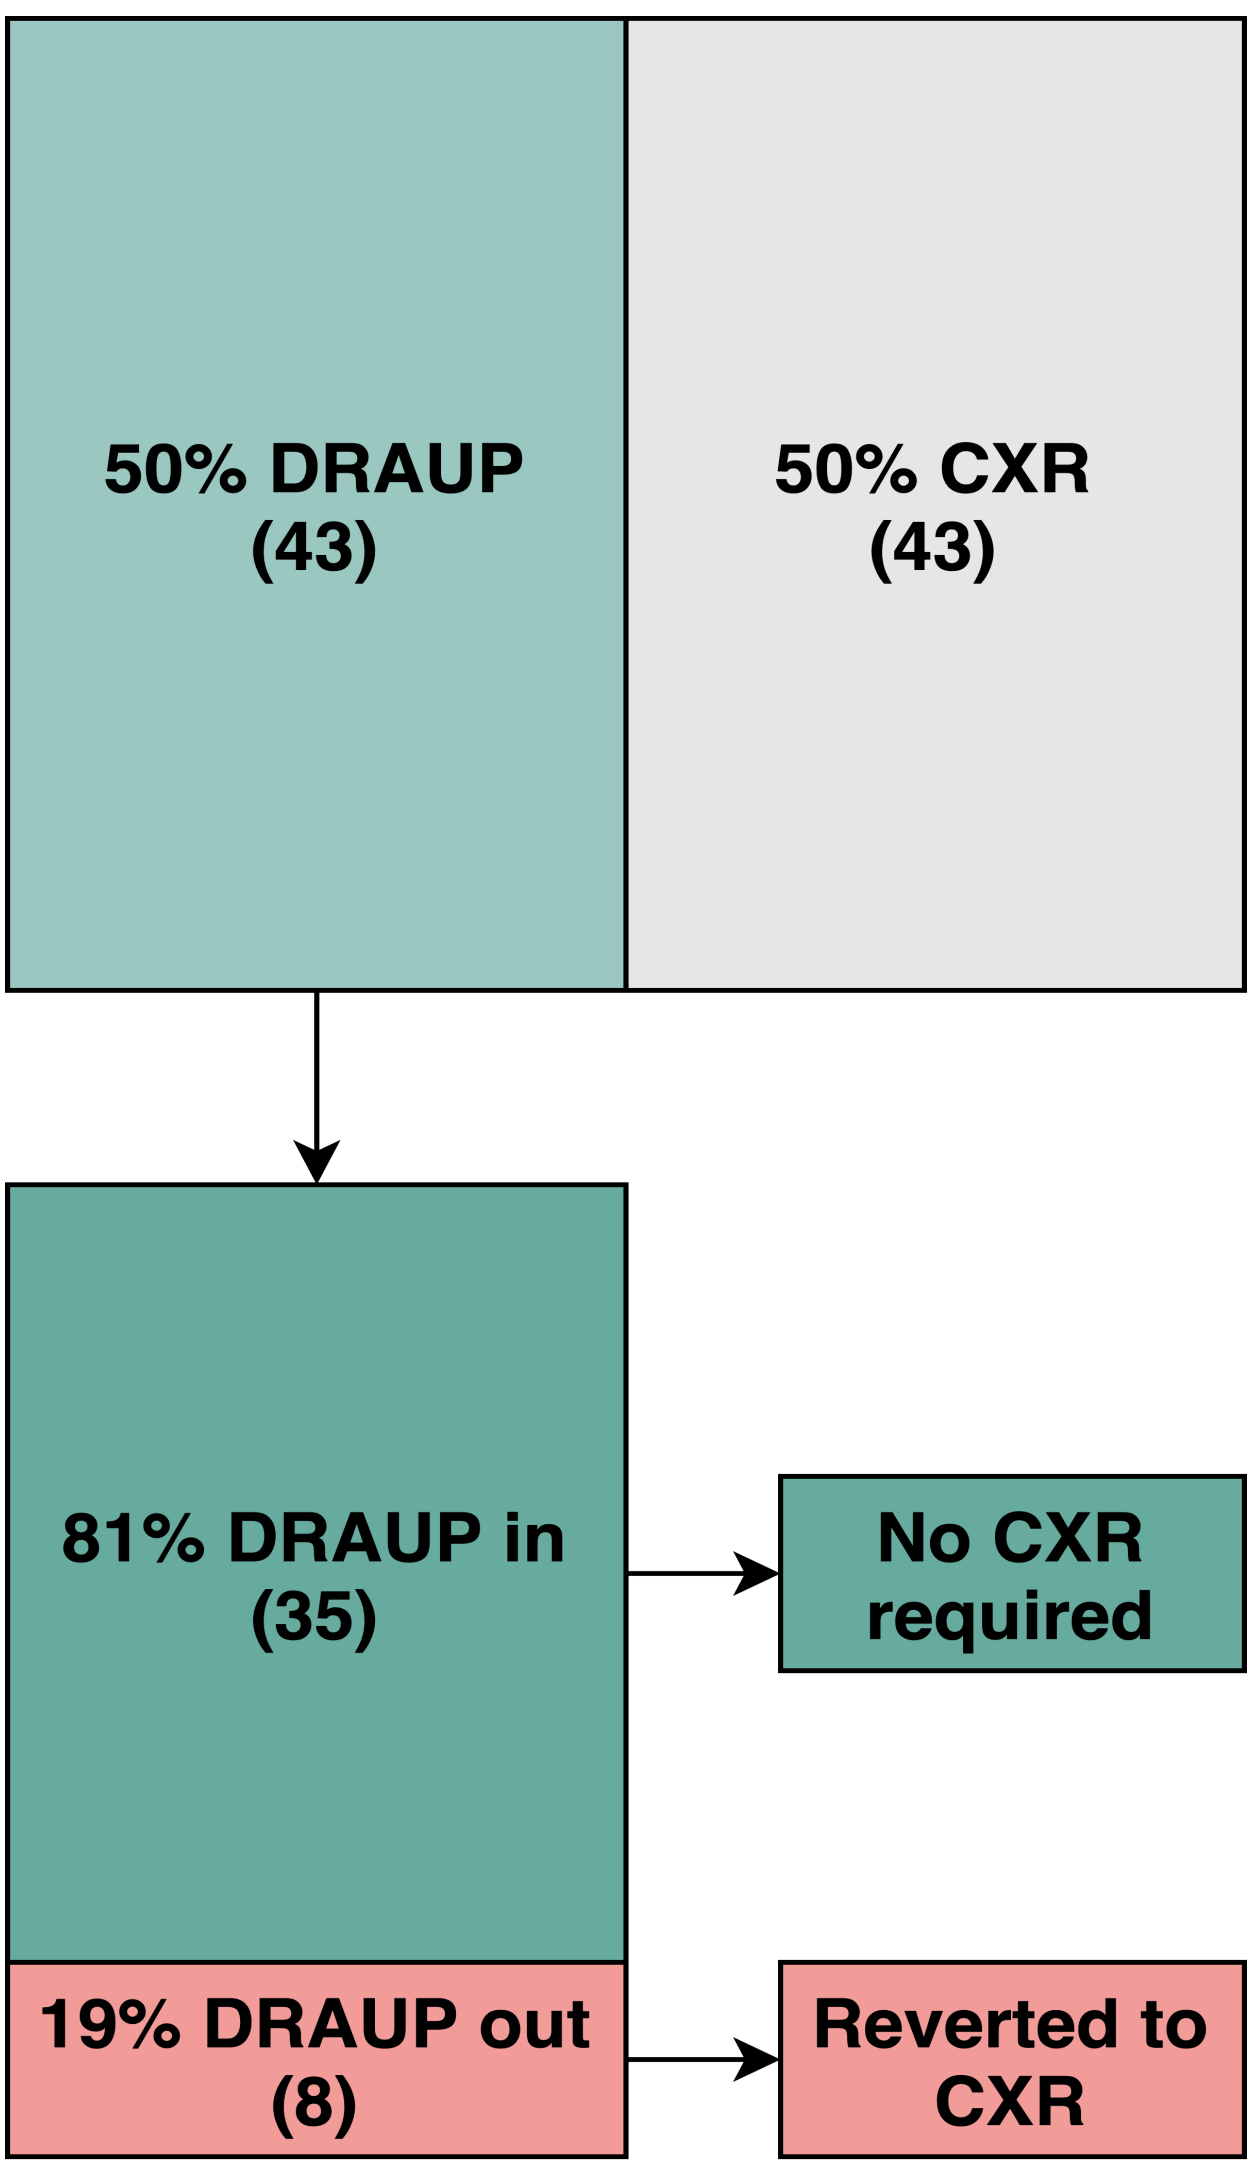 50% DRAUP
(43)
50% CXR
(43)
81% DRAUP in
(35)
No CXR
required
19% DRAUP out
(8)
Reverted to
CXR